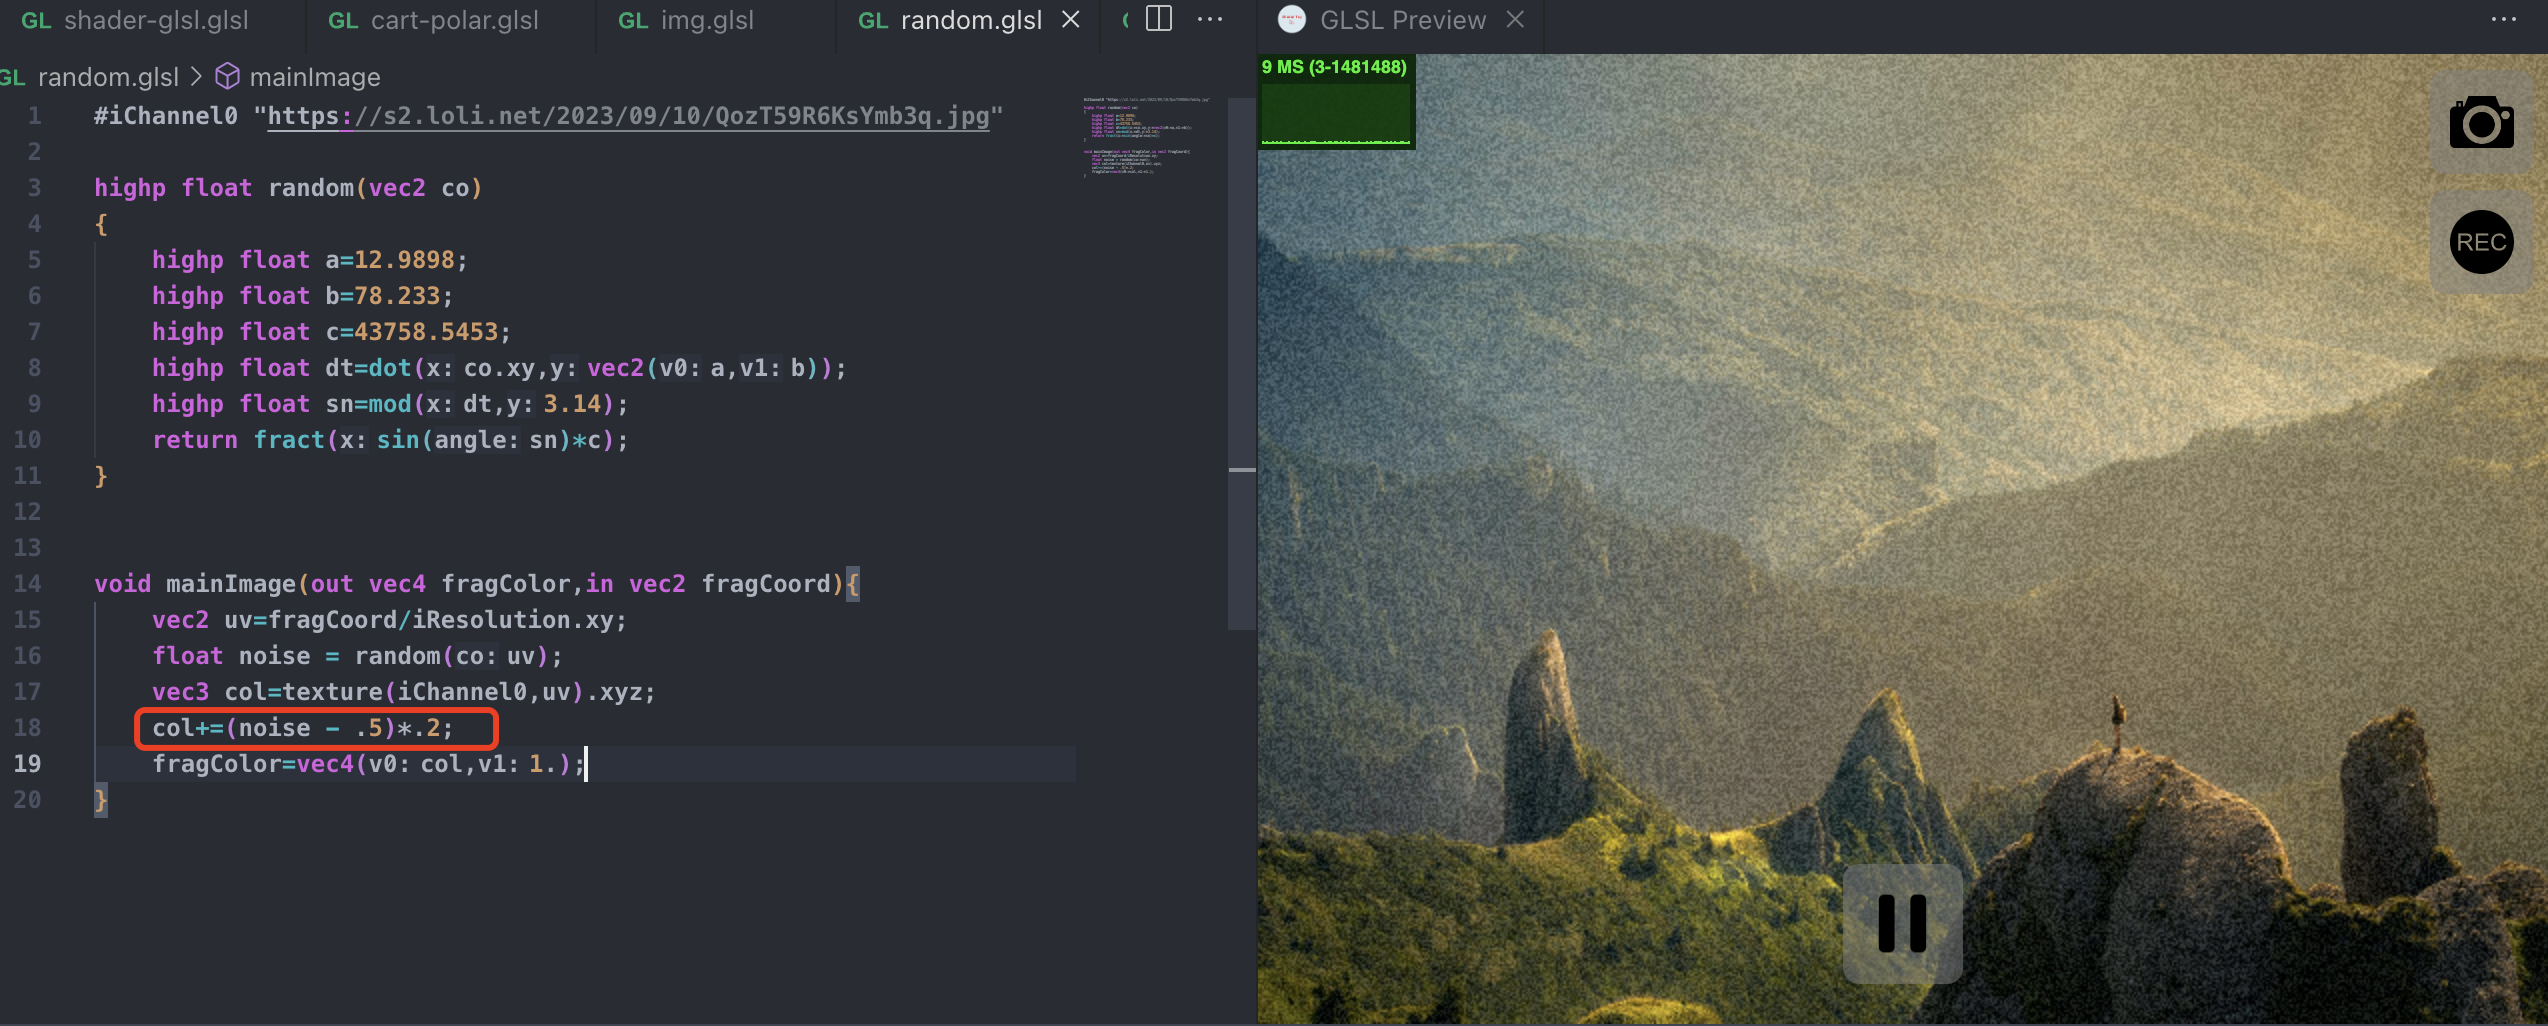 GL shader-glsl.glsl GL cart-polar.glsl GL img.glsl GL random.glsl
GLSL Preview
GL random.glsl > mainImage
1 #iChannel0 "https://s2.loli.net/2023/09/10/QozT59R6KsYmb3q.jpg"
2
3 highp float random(vec2 co)
4 {
5 highp float a=12.9898;
6 highp float b=78.233;
7 highp float c=43758.5453;
8 highp float dt=dot(x: co.xy,y: vec2(v0: a,v1: b));
9 highp float sn=mod(x: dt,y: 3.14);
10 return fract(x: sin(angle: sn)*c);
11 }
12
13
14 void mainImage(out vec4 fragColor,in vec2 fragCoord){
15 vec2 uv=fragCoord/iResolution.xy;
16 float noise = random(co: uv);
17 vec3 col=texture(iChannel0,uv).xyz;
18 col+=(noise - .5)*.2;
19 fragColor=vec4(v0: col,v1: 1.);
20 }
9 MS (3-1481488)
REC